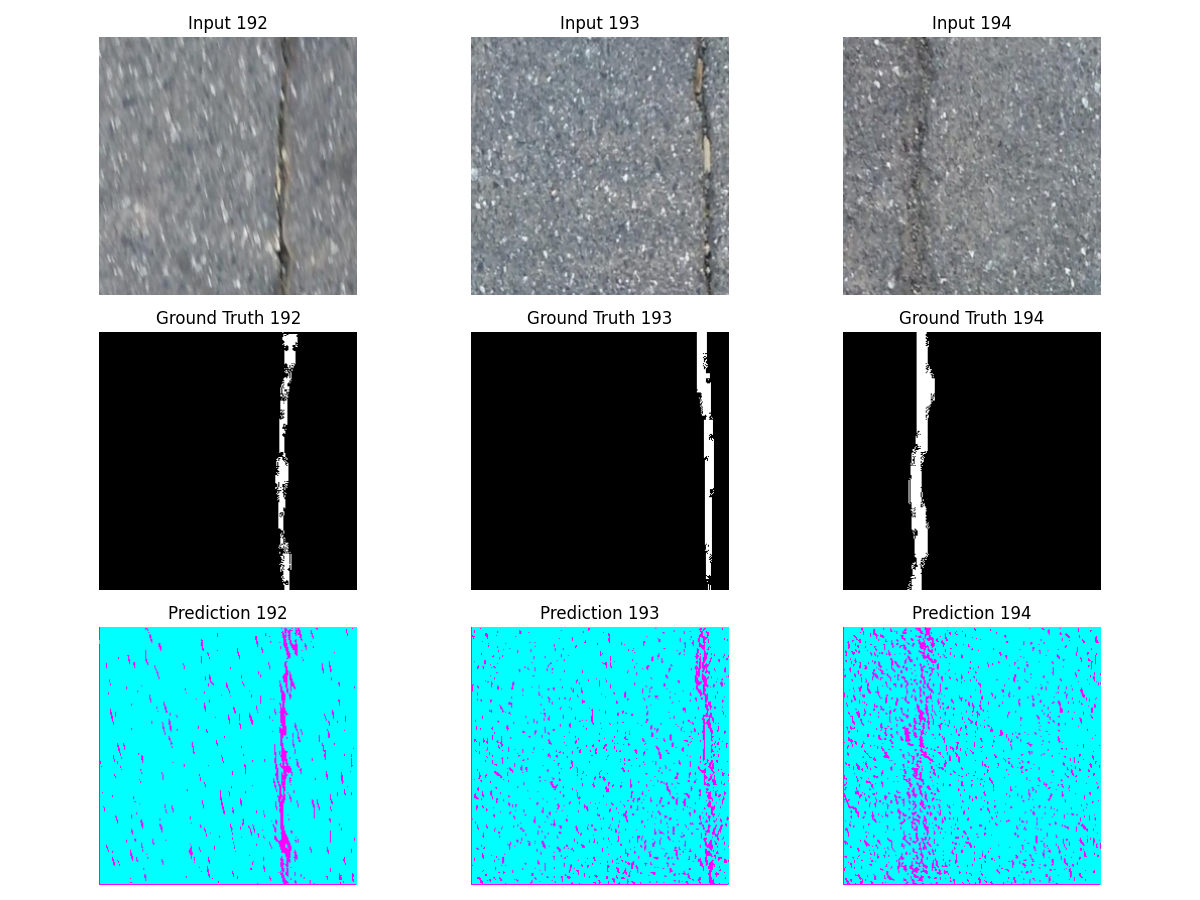 Input 192
Input 193
Input 194
Ground Truth 192
Ground Truth 193
Ground Truth 194
Prediction 192
Prediction 193
Prediction 194